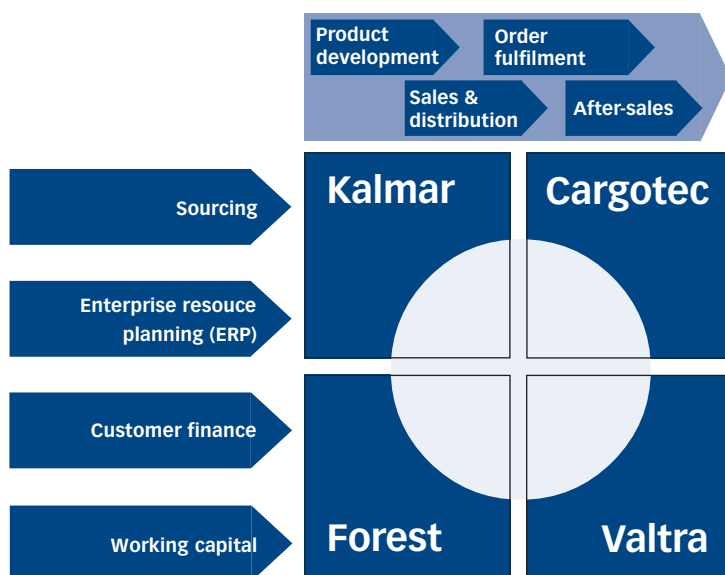 Product
development
Order
fulfilment
Sales &
distribution
After-sales
Kalmar
Cargotec
Sourcing
Enterprise resouce
planning (ERP)
Customer finance
Working capital
Forest
Valtra